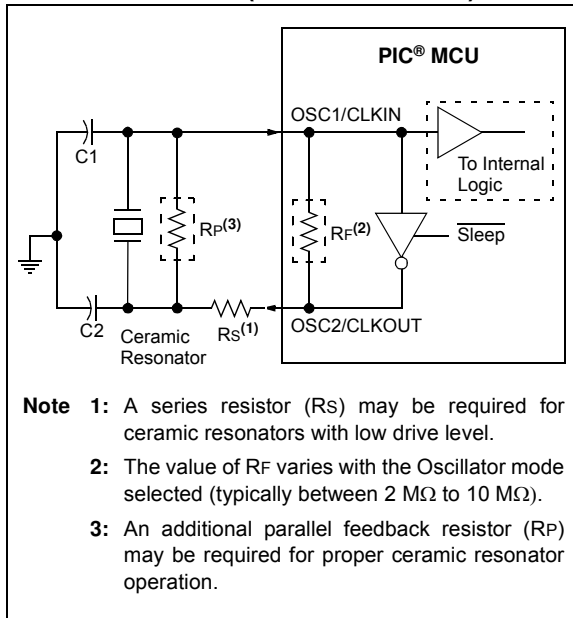 PIC® MCU
OSC1/CLKIN
C1
To Internal
Logic
RP(3)
RF(2)
Sleep
C2
Ceramic
Resonator
RS(1)
OSC2/CLKOUT
Note 1: A series resistor (RS) may be required for
ceramic resonators with low drive level.
2: The value of RF varies with the Oscillator mode
selected (typically between 2 MΩ to 10 MΩ).
3: An additional parallel feedback resistor (RP)
may be required for proper ceramic resonator
operation.